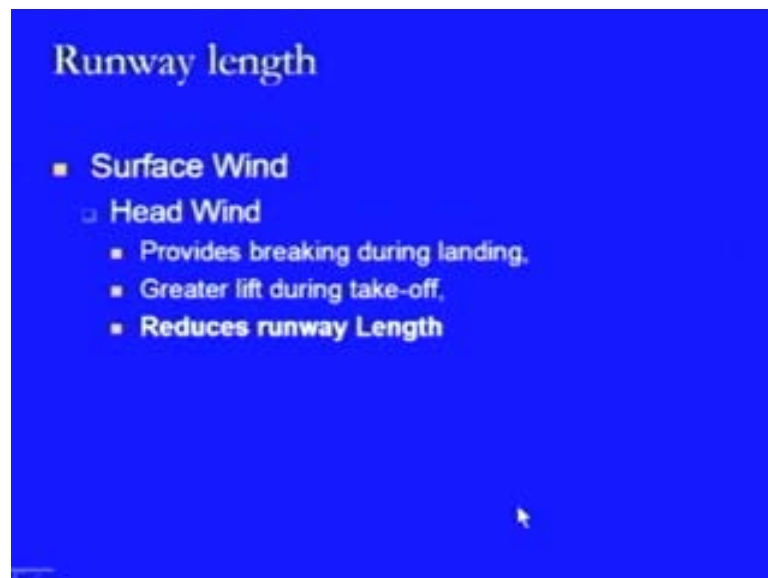 Runway length
Surface Wind
Head Wind
Provides breaking during landing,
Greater lift during take-off,
Reduces runway Length